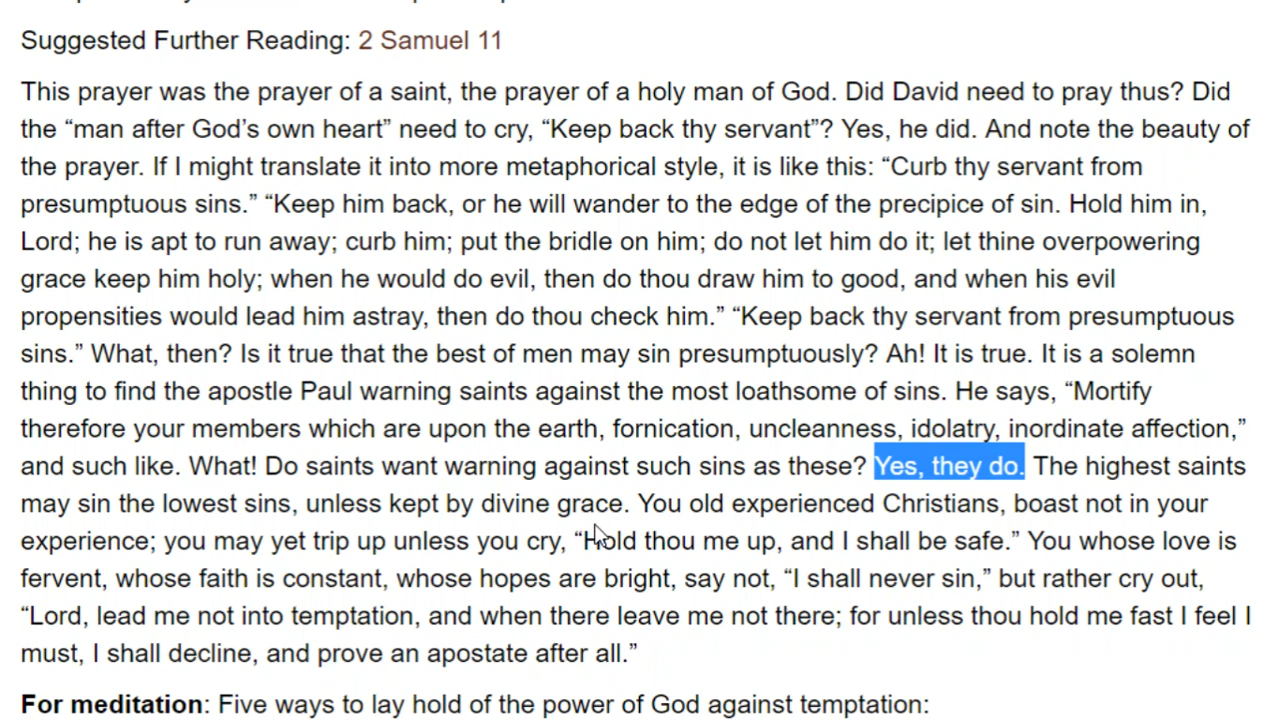 Suggested Further Reading: 2 Samuel 11
This prayer was the prayer of a saint, the prayer of a holy man of God. Did David need to pray thus? Did
the “man after God’s own heart” need to cry, “Keep back thy servant”? Yes, he did. And note the beauty of
the prayer. If I might translate it into more metaphorical style, it is like this: “Curb thy servant from
presumptuous sins.” “Keep him back, or he will wander to the edge of the precipice of sin. Hold him in,
Lord; he is apt to run away; curb him; put the bridle on him; do not let him do it; let thine overpowering
grace keep him holy; when he would do evil, then do thou draw him to good, and when his evil
propensities would lead him astray, then do thou check him.” “Keep back thy servant from presumptuous
sins.” What, then? Is it true that the best of men may sin presumptuously? Ah! It is true. It is a solemn
thing to find the apostle Paul warning saints against the most loathsome of sins. He says, “Mortify
therefore your members which are upon the earth, fornication, uncleanness, idolatry, inordinate affection,”
and such like. What! Do saints want warning against such sins as these? Yes, they do. The highest saints
may sin the lowest sins, unless kept by divine grace. You old experienced Christians, boast not in your
experience; you may yet trip up unless you cry, “Hold thou me up, and I shall be safe.” You whose love is
fervent, whose faith is constant, whose hopes are bright, say not, “I shall never sin,” but rather cry out,
“Lord, lead me not into temptation, and when there leave me not there; for unless thou hold me fast I feel I
must, I shall decline, and prove an apostate after all.”
For meditation: Five ways to lay hold of the power of God against temptation: